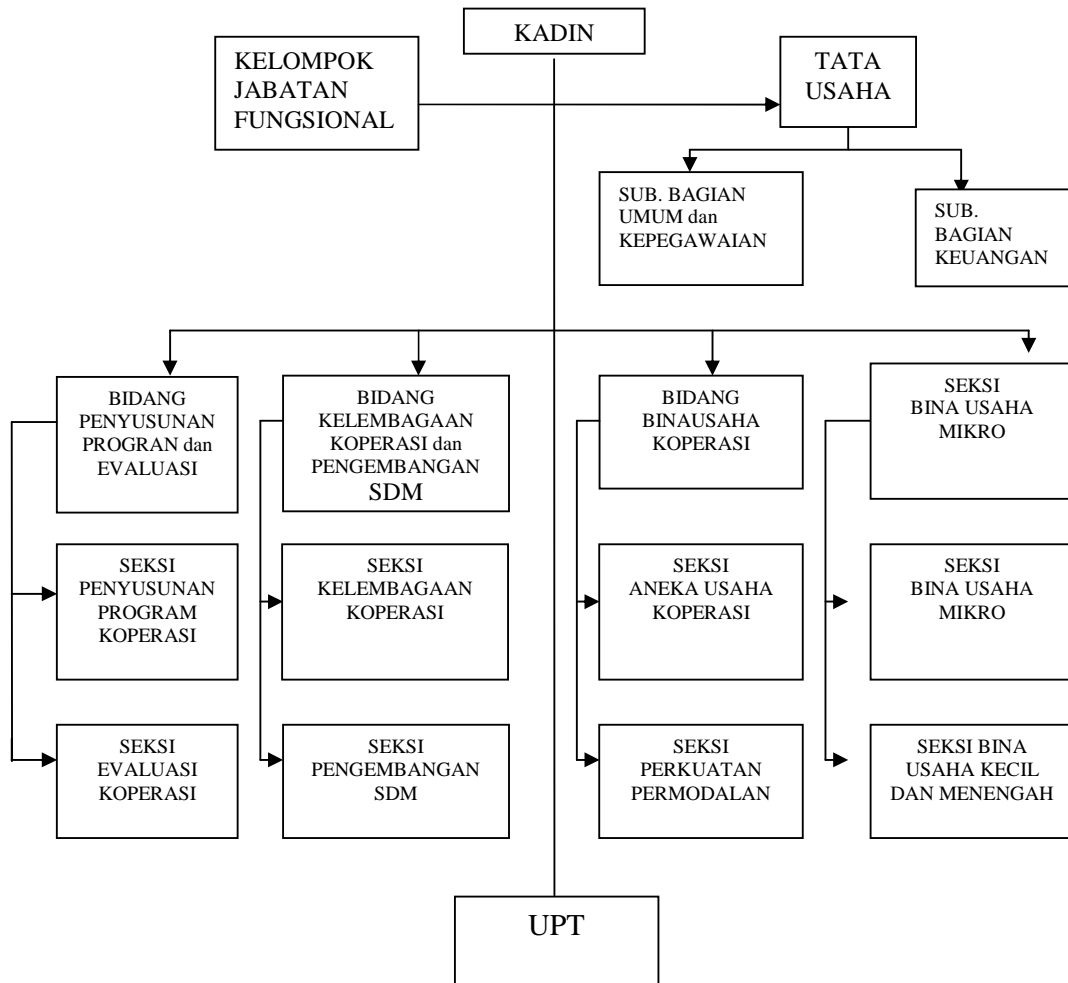 KADIN
KELOMPOK
JABATAN
FUNGSIONAL
TATA
USAHA
SUB. BAGIAN
UMUM dan
KEPEGAWAIAN
SUB.
BAGIAN
KEUANGAN
BIDANG
PENYUSUNAN
PROGRAN dan
EVALUASI
BIDANG
KELEMBAGAAN
KOPERASI dan
PENGEMBANGAN
SDM
BIDANG
BINAUSAHA
KOPERASI
SEKSI
BINA USAHA
MIKRO
SEKSI
PENYUSUNAN
PROGRAM
KOPERASI
SEKSI
KELEMBAGAAN
KOPERASI
SEKSI
ANEKA USAHA
KOPERASI
SEKSI
BINA USAHA
MIKRO
SEKSI
EVALUASI
KOPERASI
SEKSI
PENGEMBANGAN
SDM
SEKSI
PERKUATAN
PERMODALAN
SEKSI BINA
USAHA KECIL
DAN MENENGAH
UPT